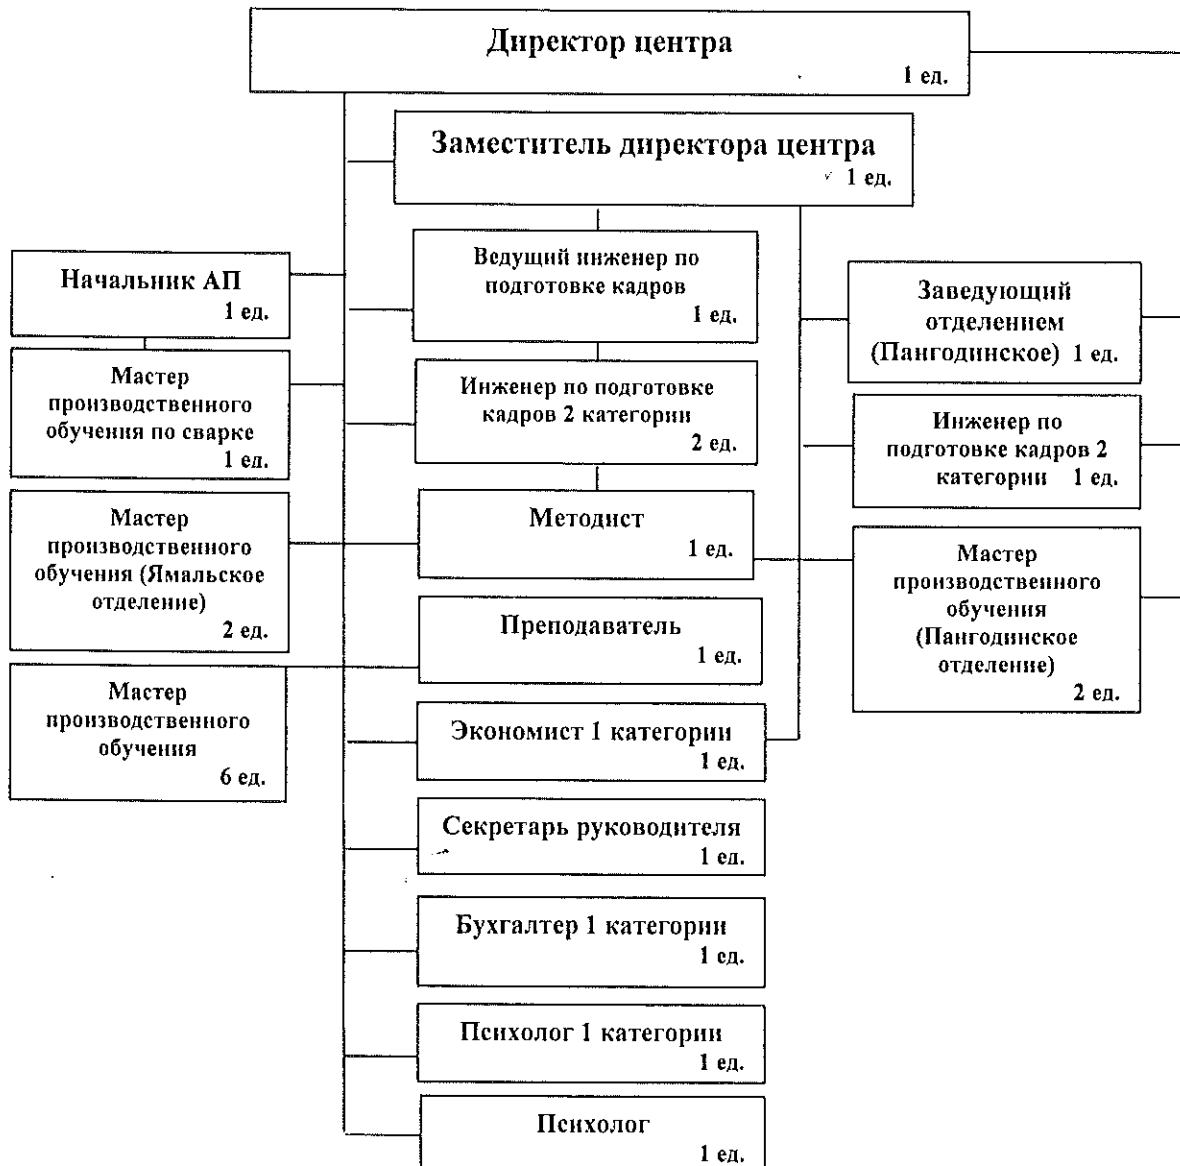 Директор центра
1 ед.
Заместитель директора центра
1 ед.
Начальник АП
1 ед.
Мастер
производственного
обучения по сварке
1 ед.
Мастер
производственного
обучения (Ямальское
отделение)
2 ед.
Мастер
производственного
обучения
6 ед.
Ведущий инженер по
подготовке кадров
1 ед.
Инженер по подготовке
кадров 2 категории
2 ед.
Методист
1 ед.
Преподаватель
1 ед.
Экономист 1 категории
1 ед.
Секретарь руководителя
1 ед.
Бухгалтер 1 категории
1 ед.
Психолог 1 категории
1 ед.
Психолог
1 ед.
Заведующий
отделением
(Пангодинское) 1 ед.
Инженер по
подготовке кадров 2
категории 1 ед.
Мастер
производственного
обучения
(Пангодинское
отделение)
2 ед.